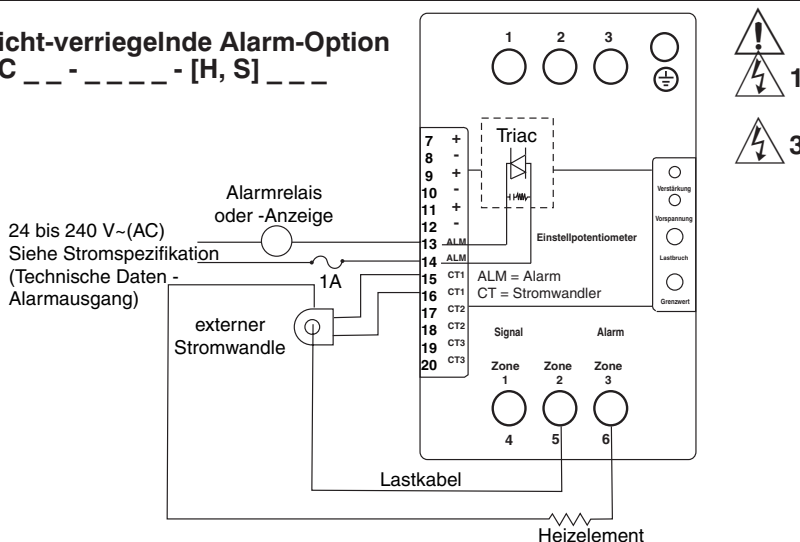 icht-verriegelnde Alarm-Option
C _ _ - _ _ _ _ - [H, S] _ _ _
1
3
1 2 3
7 +
8 -
9 +
10 -
11 +
12 -
13 ALM
14 ALM
15 CT1
16 CT1
17 CT2
18 CT2
19 CT3
20 CT3
Triac
Verstärkung
Vorspannung
Lastbruch
Grenzwert
Einstellpotentiometer
ALM = Alarm
CT = Stromwandler
Alarmrelais
oder -Anzeige
24 bis 240 V~(AC)
Siehe Stromspezifikation
(Technische Daten -
Alarmausgang)
1A
externer
Stromwandle
Signal Alarm
Zone Zone Zone
1 2 3
4 5 6
Lastkabel
Heizelement